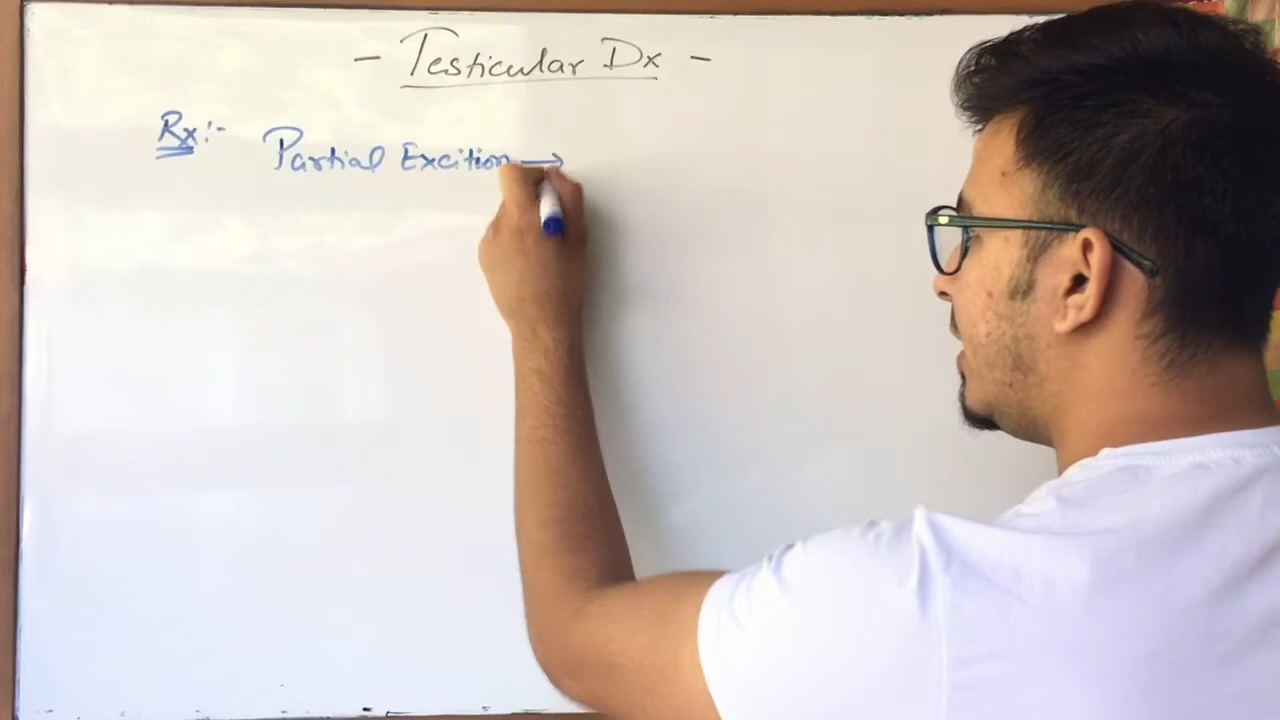 - Testicular Dx -
Rx:- Partial Excition →